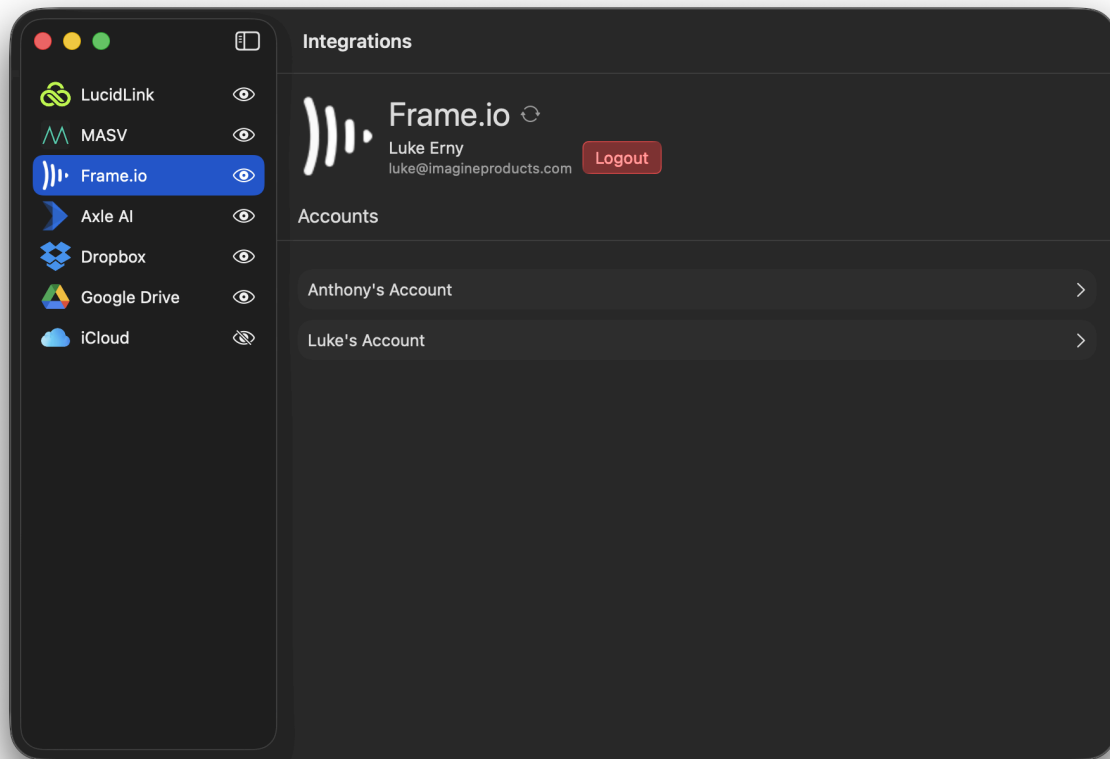 Integrations
LucidLink
MASV
Frame.io
Axle AI
Dropbox
Google Drive
iCloud
Frame.io
Luke Erny
luke@imagineproducts.com
Logout
Accounts
Anthony's Account
Luke's Account